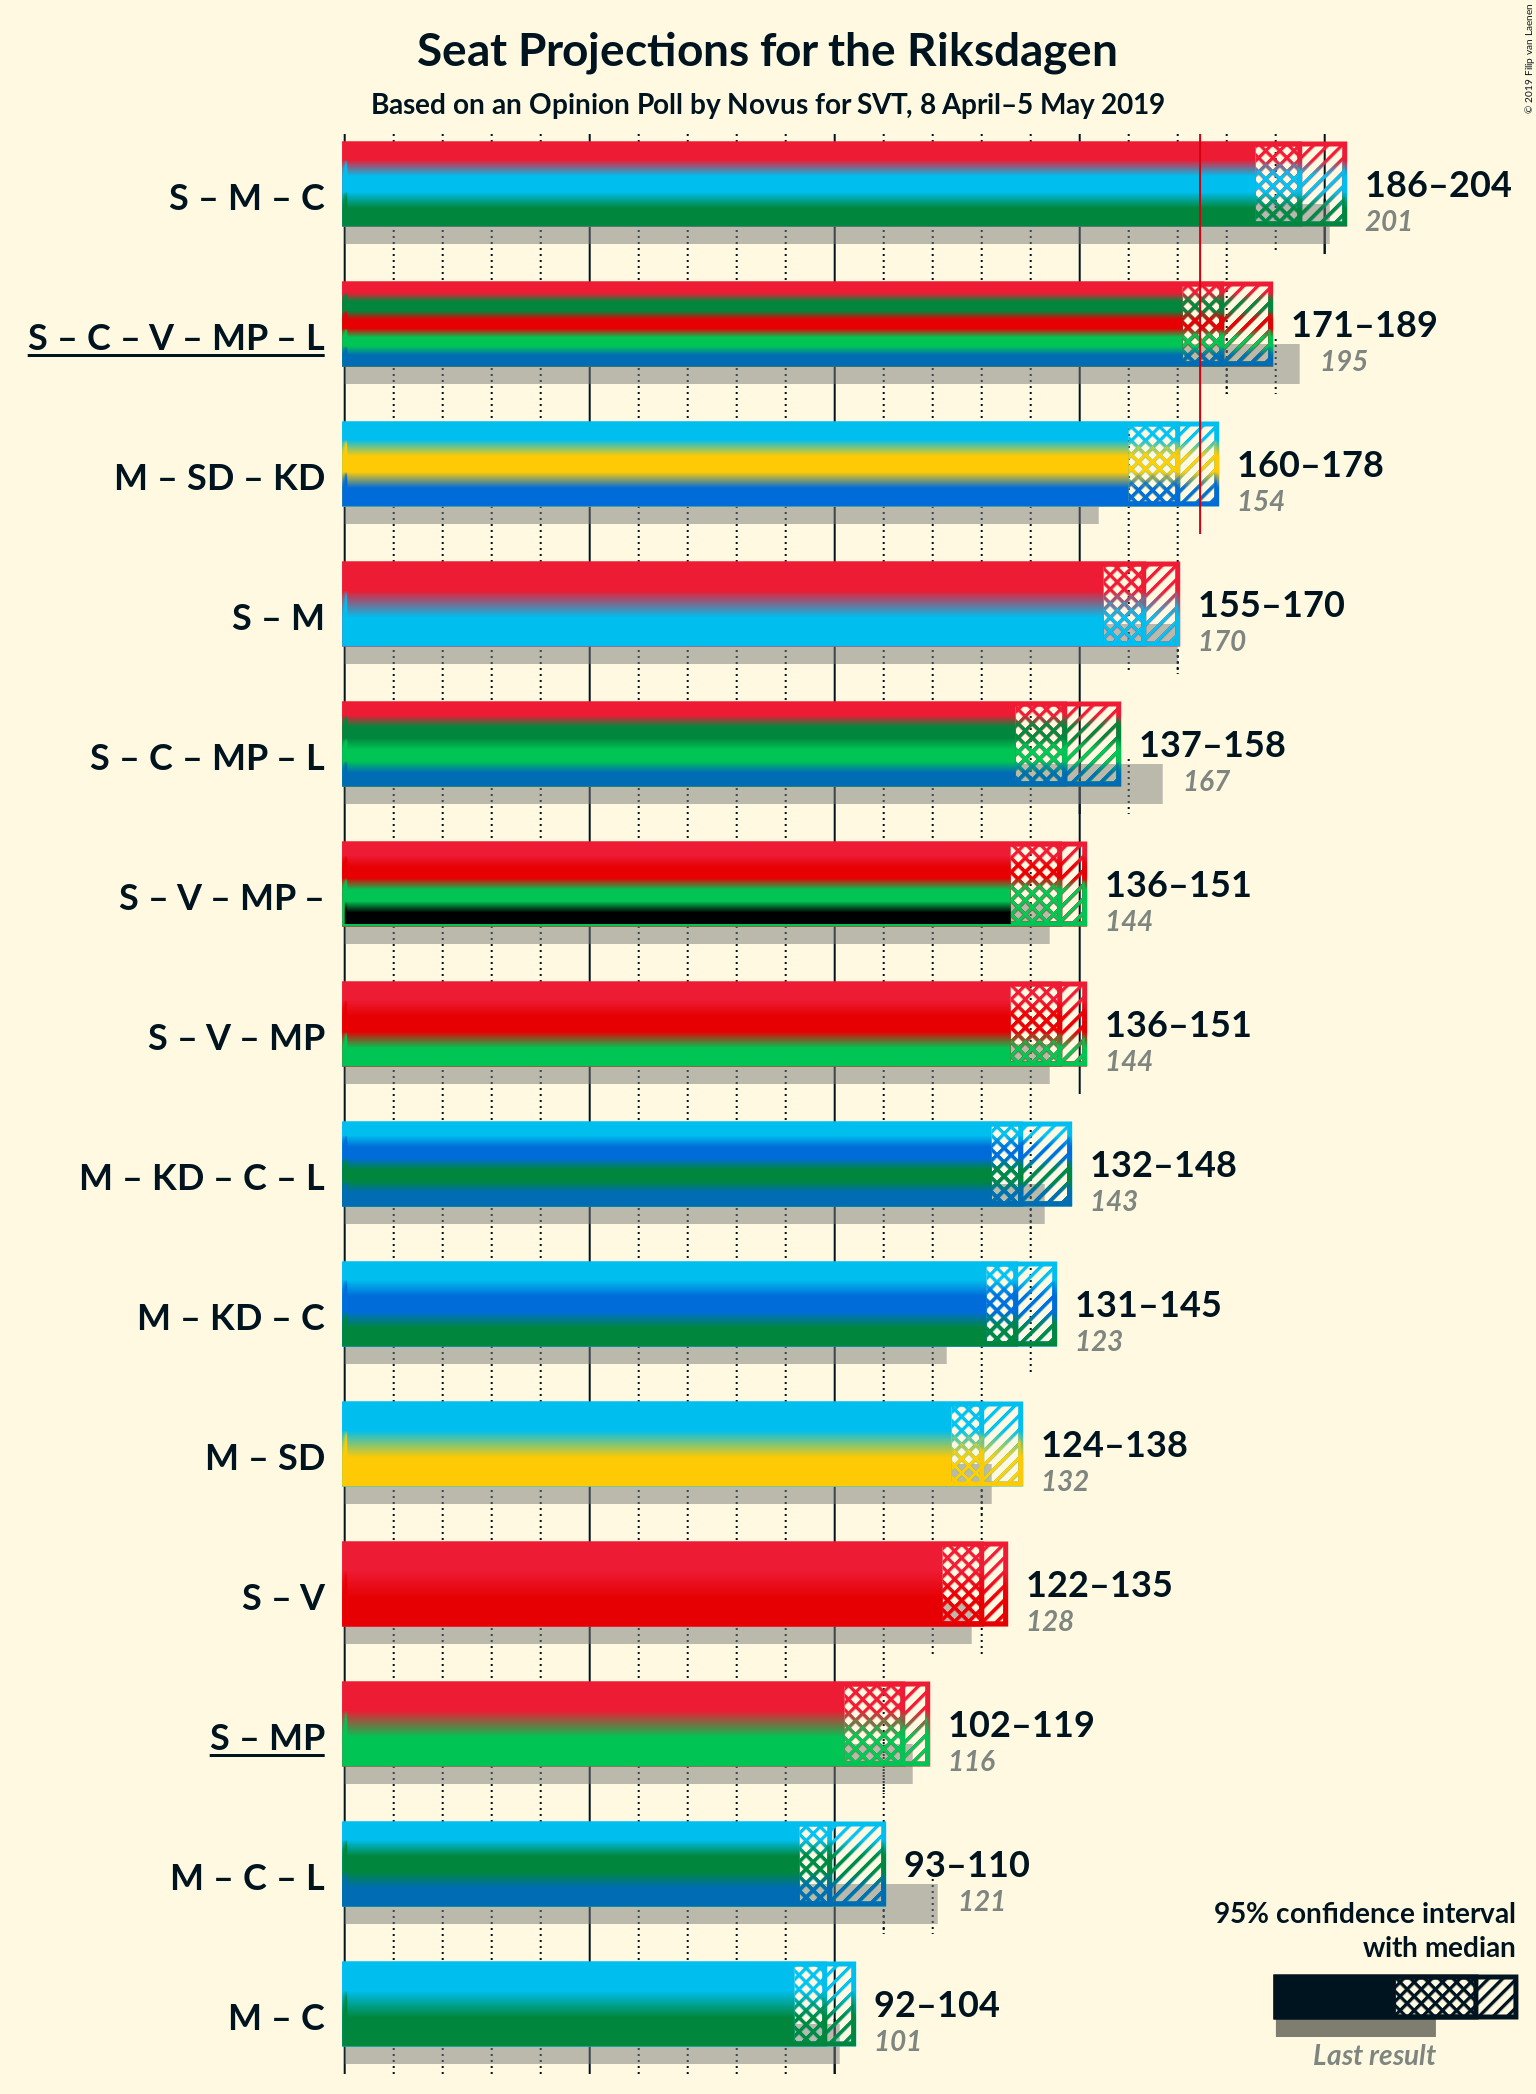 Seat Projections for the Riksdagen
Based on an Opinion Poll by Novus for SVT, 8 April–5 May 2019
© 2019 Filip van Laenen
S – M – C
186–204
201
S – C – V – MP – L
171–189
195
M – SD – KD
160–178
154
S – M
155–170
170
S – C – MP – L
137–158
167
S – V – MP –
136–151
144
S – V – MP
136–151
144
M – KD – C – L
132–148
143
M – KD – C
131–145
123
M – SD
124–138
132
S – V
122–135
128
S – MP
102–119
116
M – C – L
93–110
121
M – C
92–104
101
95% confidence interval
with median
Last result